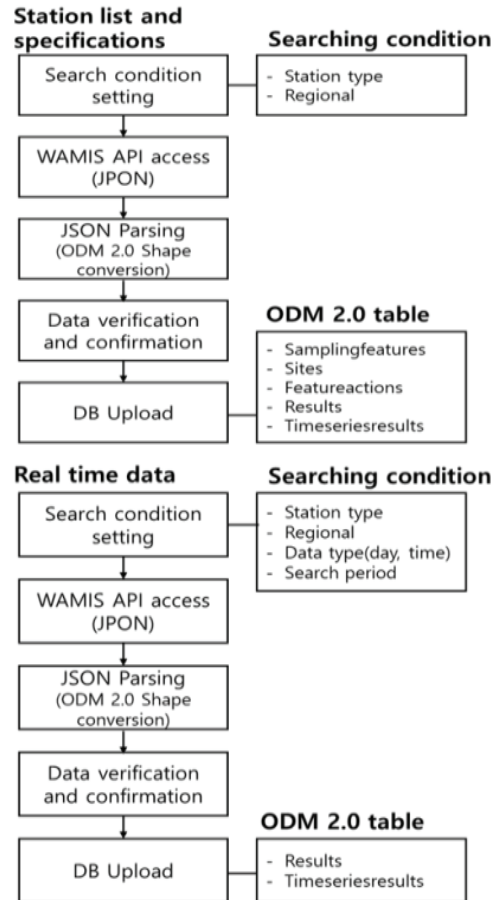 Station list and
specifications
Searching condition
Search condition
setting
- Station type
- Regional
WAMIS API access
(JPON)
JSON Parsing
(ODM 2.0 Shape
conversion)
Data verification
and confirmation
ODM 2.0 table
- Samplingfeatures
- Sites
- Featureactions
- Results
- Timeseriesresults
DB Upload
Real time data
Searching condition
Search condition
setting
- Station type
- Regional
- Data type(day, time)
- Search period
WAMIS API access
(JPON)
JSON Parsing
(ODM 2.0 Shape
conversion)
Data verification
and confirmation
ODM 2.0 table
DB Upload
- Results
- Timeseriesresults